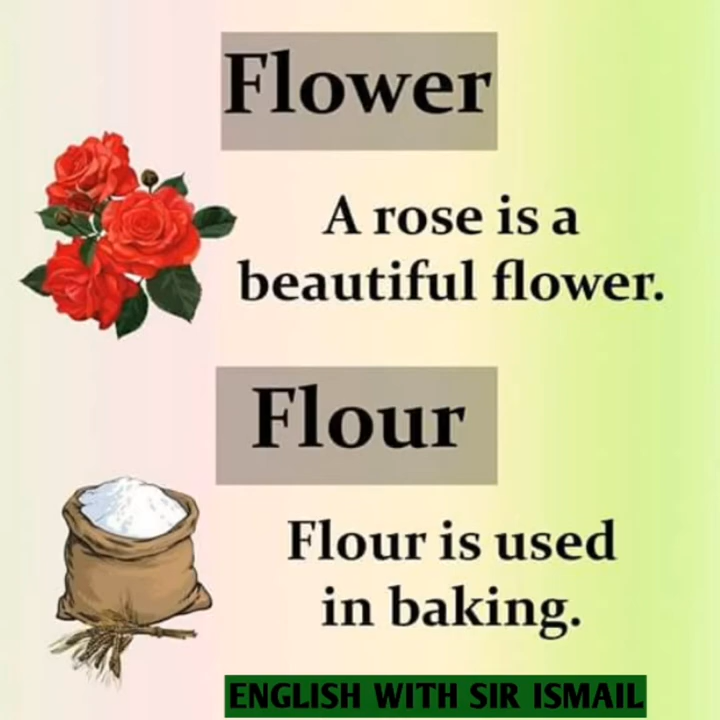 Flower
A rose is a
beautiful flower.
Flour
Flour is used
in baking.
ENGLISH WITH SIR ISMAIL